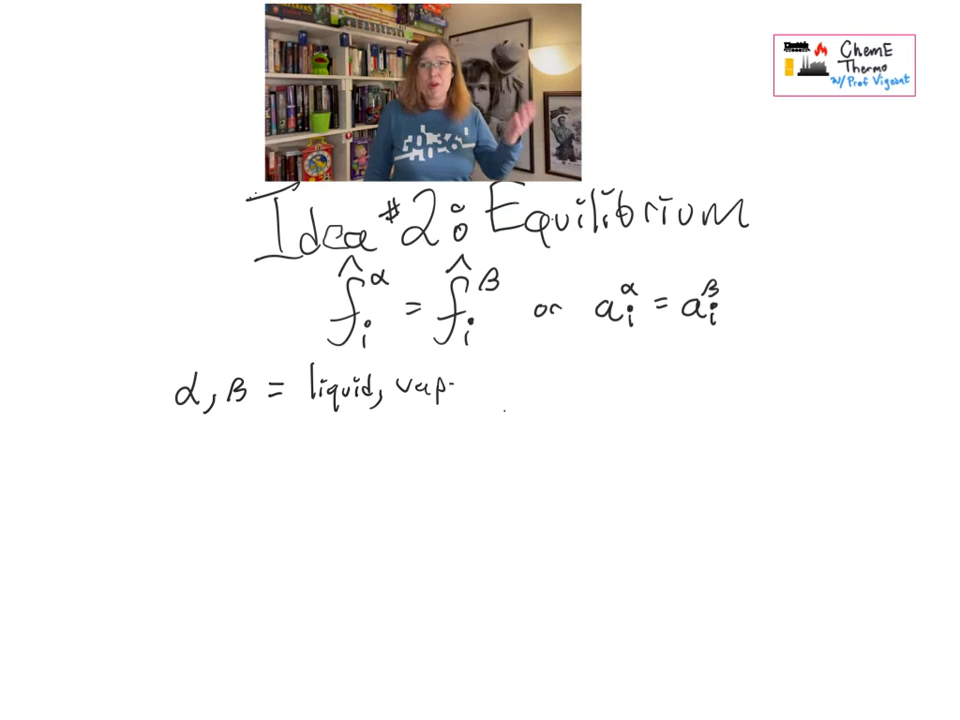 ChemE
Thermo
w/ Prof Vigeant
Idea #2: Equilibrium
f̂ᵢ^α = f̂ᵢ^β or aᵢ^α = aᵢ^β
α, β = liquid, vap